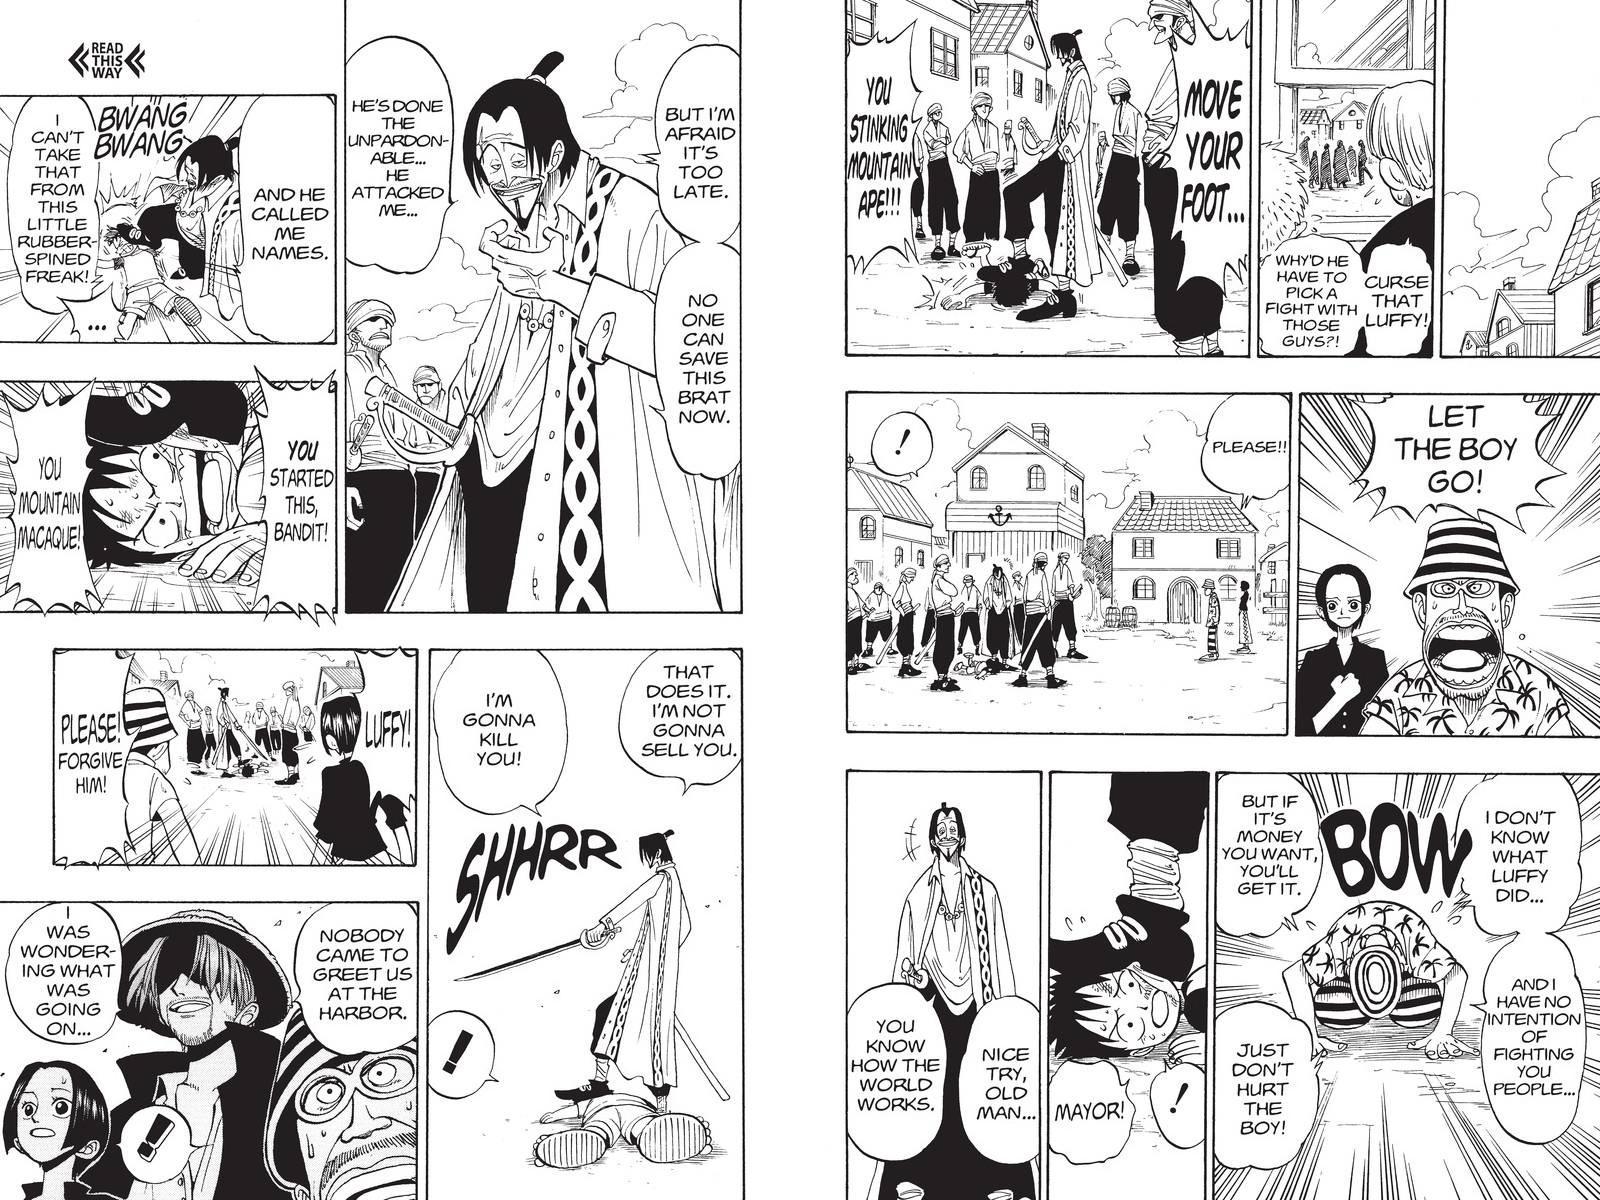 CURSE
THAT
LUFFY!
WHY'D HE
HAVE TO
PICK A
FIGHT WITH
THOSE
GUYS?!
MOVE
YOUR
FOOT...
YOU
STINKING
MOUNTAIN
APE!!!
LET
THE BOY
GO!
PLEASE!!
!
I DON'T
KNOW
WHAT
LUFFY
DID...
AND I
HAVE NO
INTENTION
OF
FIGHTING
YOU
PEOPLE...
BOW
BUT IF
IT'S
MONEY
YOU WANT,
YOU'LL
GET IT.
JUST
DON'T
HURT
THE
BOY!
!
MAYOR!
NICE
TRY,
OLD
MAN...
YOU
KNOW
HOW THE
WORLD
WORKS.
READ
THIS
WAY
BUT I'M
AFRAID
IT'S
TOO
LATE.
NO
ONE
CAN
SAVE
THIS
BRAT
NOW.
HE'S DONE
THE
UNPARDON-
ABLE...
HE
ATTACKED
ME...
AND HE
CALLED
ME
NAMES.
BWANG
BWANG
I
CAN'T
TAKE
THAT
FROM
THIS
LITTLE
RUBBER-
SPINED
FREAK!
...
YOU
STARTED
THIS,
BANDIT!
YOU
MOUNTAIN
MACAQUE!
THAT
DOES IT.
I'M NOT
GONNA
SELL YOU.
I'M
GONNA
KILL
YOU!
SHHRR
!
LUFFY!
PLEASE!
FORGIVE
HIM!
NOBODY
CAME TO
GREET US
AT THE
HARBOR.
I
WAS
WONDER-
ING WHAT
WAS
GOING
ON...
!